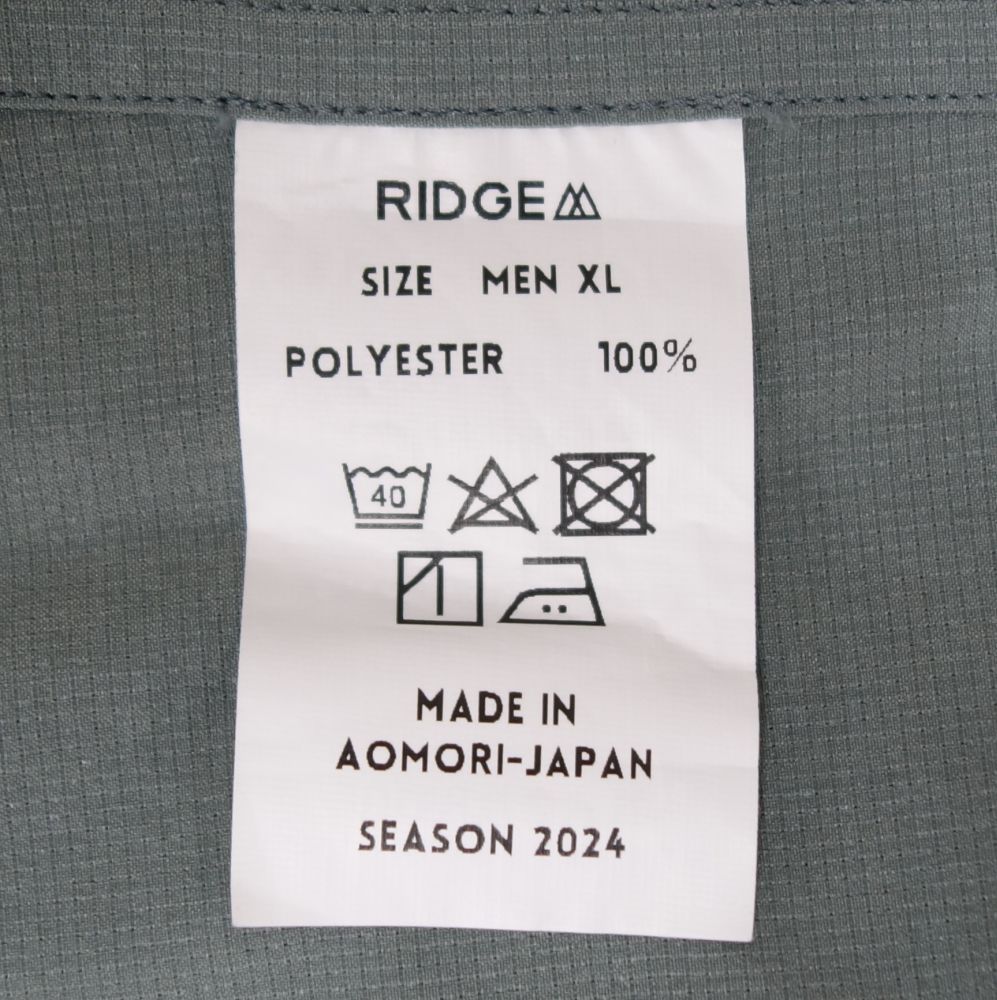 RIDGE
SIZE MEN XL
POLYESTER 100%
40
MADE IN
AOMORI-JAPAN
SEASON 2024